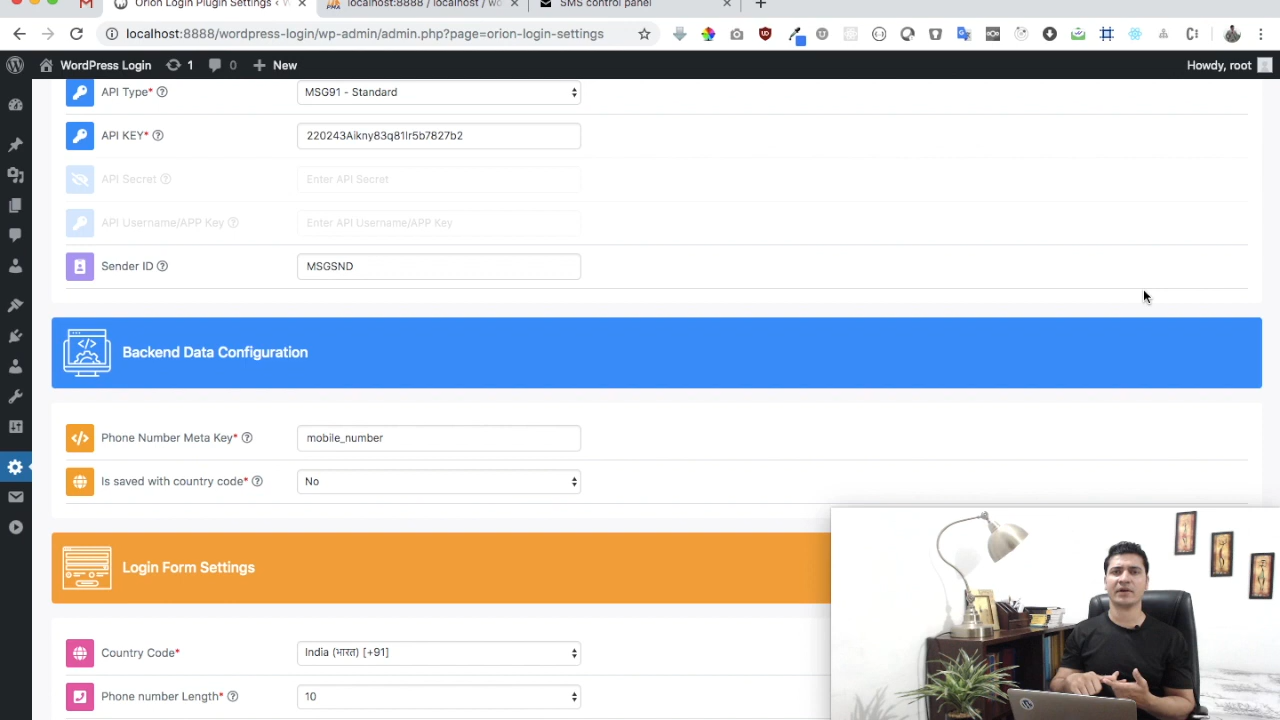 Orion Login Plugin Settings ‹ W
localhost:8888 / localhost / wo
SMS control panel
localhost:8888/wordpress-login/wp-admin/admin.php?page=orion-login-settings
WordPress Login 1 0 New Howdy, root
API Type* MSG91 - Standard
API KEY* 220243Aikny83q81lr5b7827b2
API Secret Enter API Secret
API Username/APP Key Enter API Username/APP Key
Sender ID MSGSND
Backend Data Configuration
Phone Number Meta Key* mobile_number
Is saved with country code* No
Login Form Settings
Country Code* India (भारत) [+91]
Phone number Length* 10